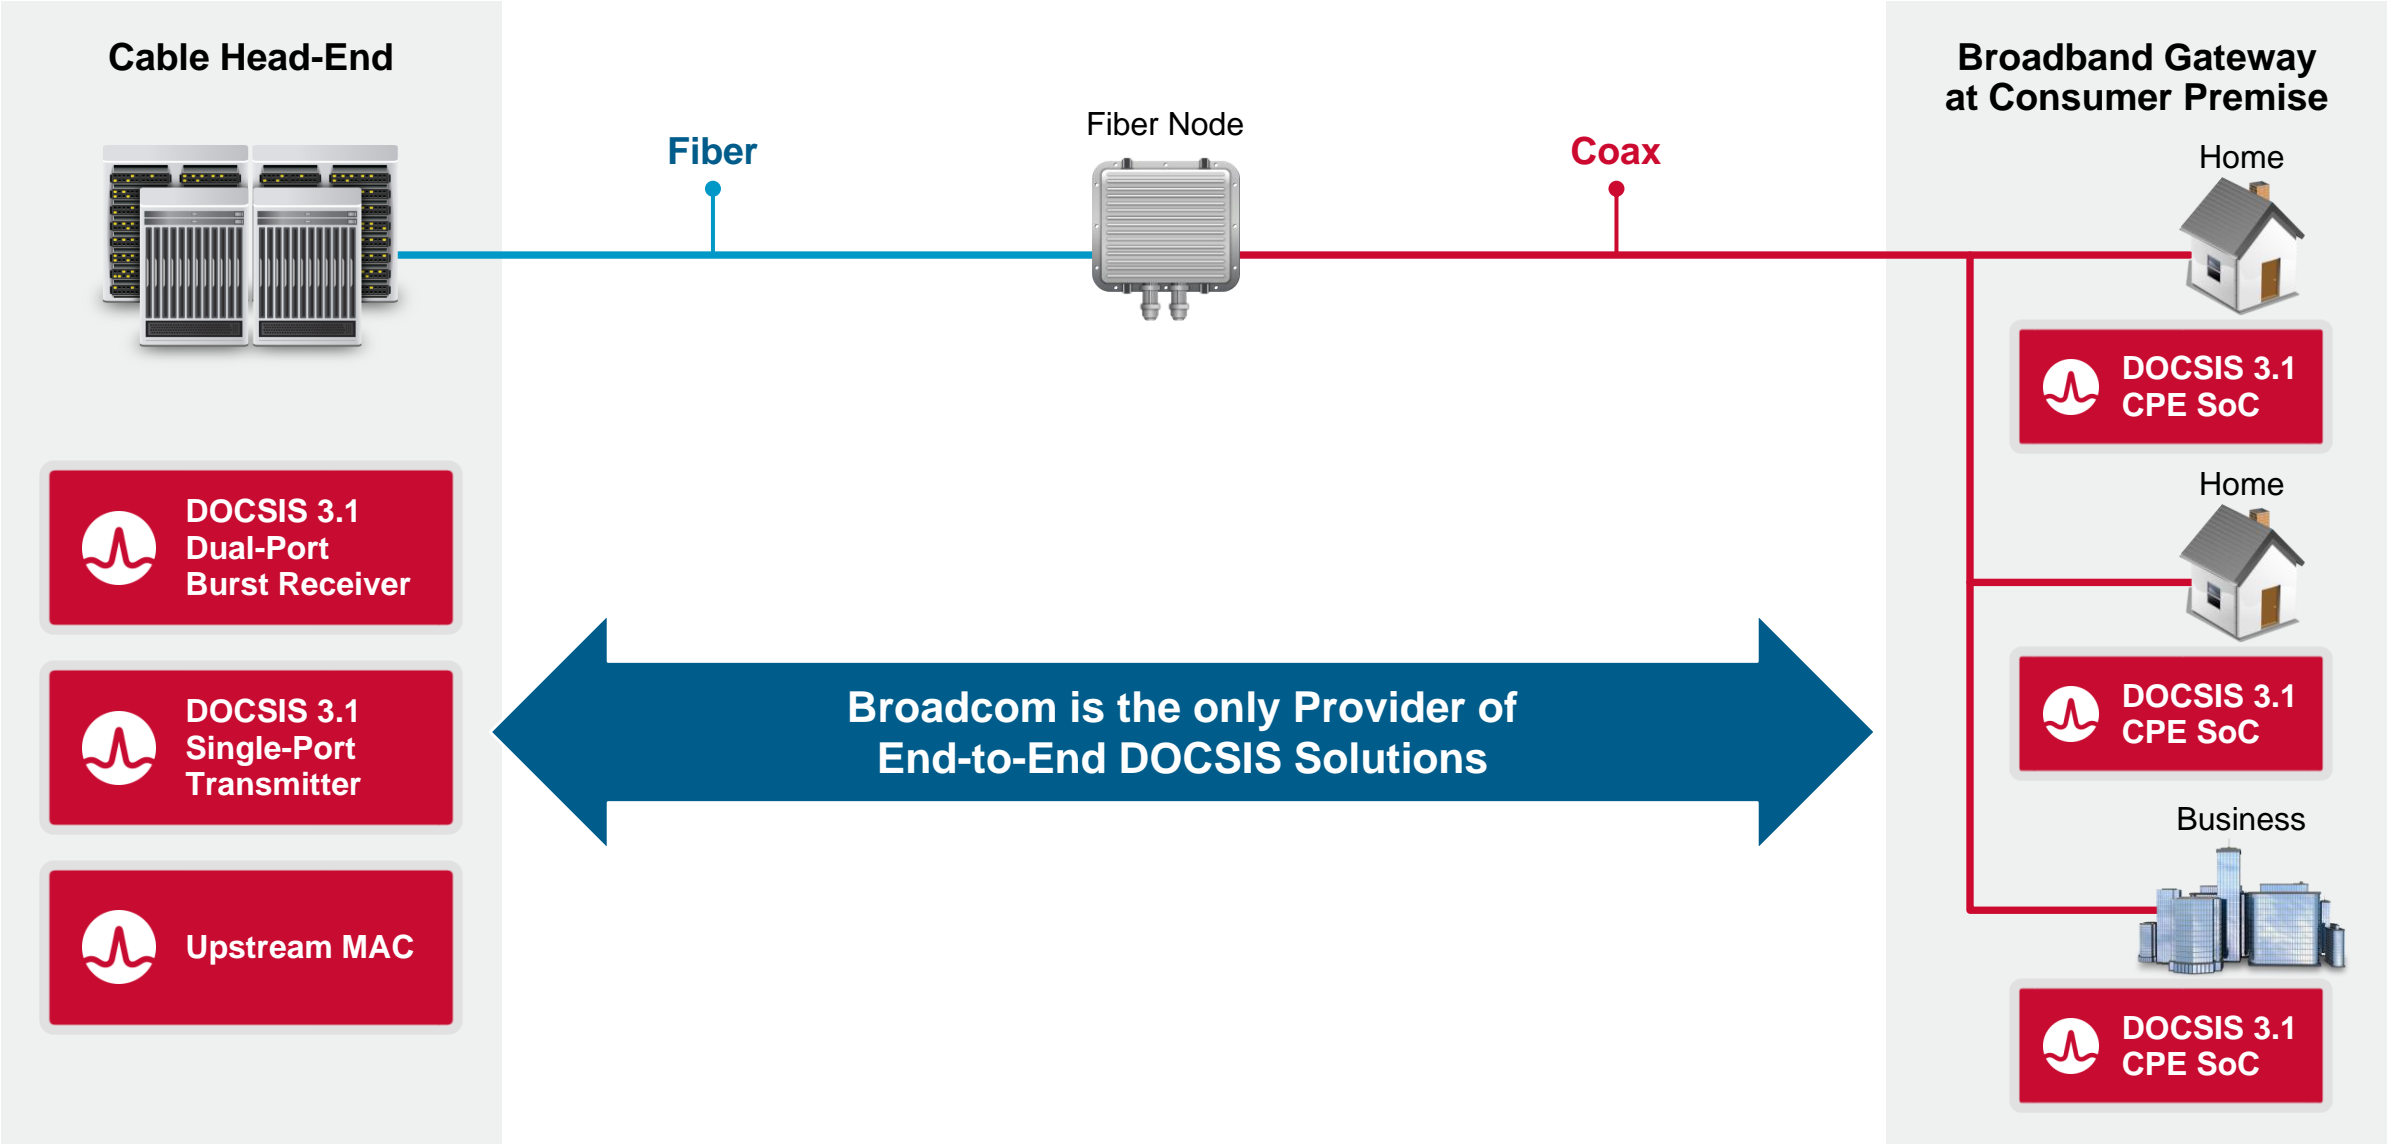 Cable Head-End
DOCSIS 3.1
Dual-Port
Burst Receiver
DOCSIS 3.1
Single-Port
Transmitter
Upstream MAC
Fiber
Fiber Node
Coax
Broadcom is the only Provider of
End-to-End DOCSIS Solutions
Broadband Gateway
at Consumer Premise
Home
DOCSIS 3.1
CPE SoC
Home
DOCSIS 3.1
CPE SoC
Business
DOCSIS 3.1
CPE SoC